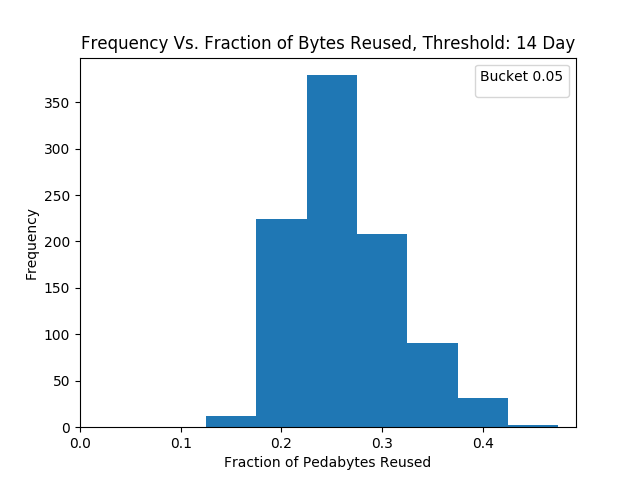 Frequency Vs. Fraction of Bytes Reused, Threshold: 14 Day
Bucket 0.05
350
300
250
200
150
100
50
0
Frequency
0.0 0.1 0.2 0.3 0.4
Fraction of Pedabytes Reused